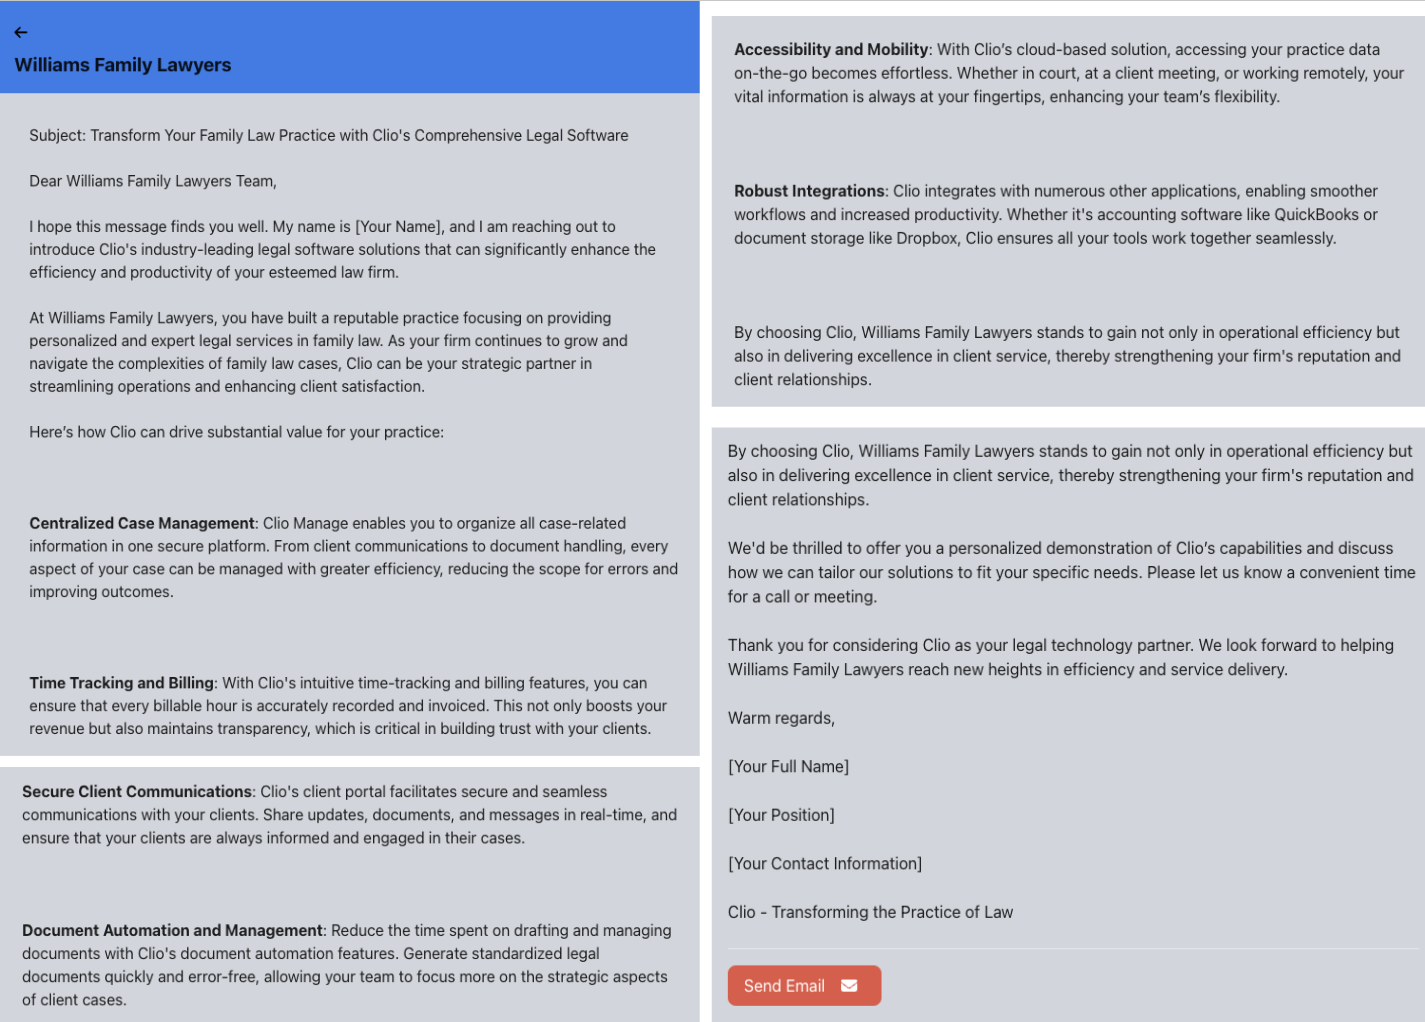 Williams Family Lawyers
Subject: Transform Your Family Law Practice with Clio's Comprehensive Legal Software
Dear Williams Family Lawyers Team,
I hope this message finds you well. My name is [Your Name], and I am reaching out to
introduce Clio's industry-leading legal software solutions that can significantly enhance the
efficiency and productivity of your esteemed law firm.
At Williams Family Lawyers, you have built a reputable practice focusing on providing
personalized and expert legal services in family law. As your firm continues to grow and
navigate the complexities of family law cases, Clio can be your strategic partner in
streamlining operations and enhancing client satisfaction.
Here’s how Clio can drive substantial value for your practice:
Centralized Case Management: Clio Manage enables you to organize all case-related
information in one secure platform. From client communications to document handling, every
aspect of your case can be managed with greater efficiency, reducing the scope for errors and
improving outcomes.
Time Tracking and Billing: With Clio's intuitive time-tracking and billing features, you can
ensure that every billable hour is accurately recorded and invoiced. This not only boosts your
revenue but also maintains transparency, which is critical in building trust with your clients.
Secure Client Communications: Clio's client portal facilitates secure and seamless
communications with your clients. Share updates, documents, and messages in real-time, and
ensure that your clients are always informed and engaged in their cases.
Document Automation and Management: Reduce the time spent on drafting and managing
documents with Clio's document automation features. Generate standardized legal
documents quickly and error-free, allowing your team to focus more on the strategic aspects
of client cases.
Accessibility and Mobility: With Clio’s cloud-based solution, accessing your practice data
on-the-go becomes effortless. Whether in court, at a client meeting, or working remotely, your
vital information is always at your fingertips, enhancing your team’s flexibility.
Robust Integrations: Clio integrates with numerous other applications, enabling smoother
workflows and increased productivity. Whether it's accounting software like QuickBooks or
document storage like Dropbox, Clio ensures all your tools work together seamlessly.
By choosing Clio, Williams Family Lawyers stands to gain not only in operational efficiency but
also in delivering excellence in client service, thereby strengthening your firm's reputation and
client relationships.
By choosing Clio, Williams Family Lawyers stands to gain not only in operational efficiency but
also in delivering excellence in client service, thereby strengthening your firm's reputation and
client relationships.
We'd be thrilled to offer you a personalized demonstration of Clio’s capabilities and discuss
how we can tailor our solutions to fit your specific needs. Please let us know a convenient time
for a call or meeting.
Thank you for considering Clio as your legal technology partner. We look forward to helping
Williams Family Lawyers reach new heights in efficiency and service delivery.
Warm regards,
[Your Full Name]
[Your Position]
[Your Contact Information]
Clio - Transforming the Practice of Law
Send Email